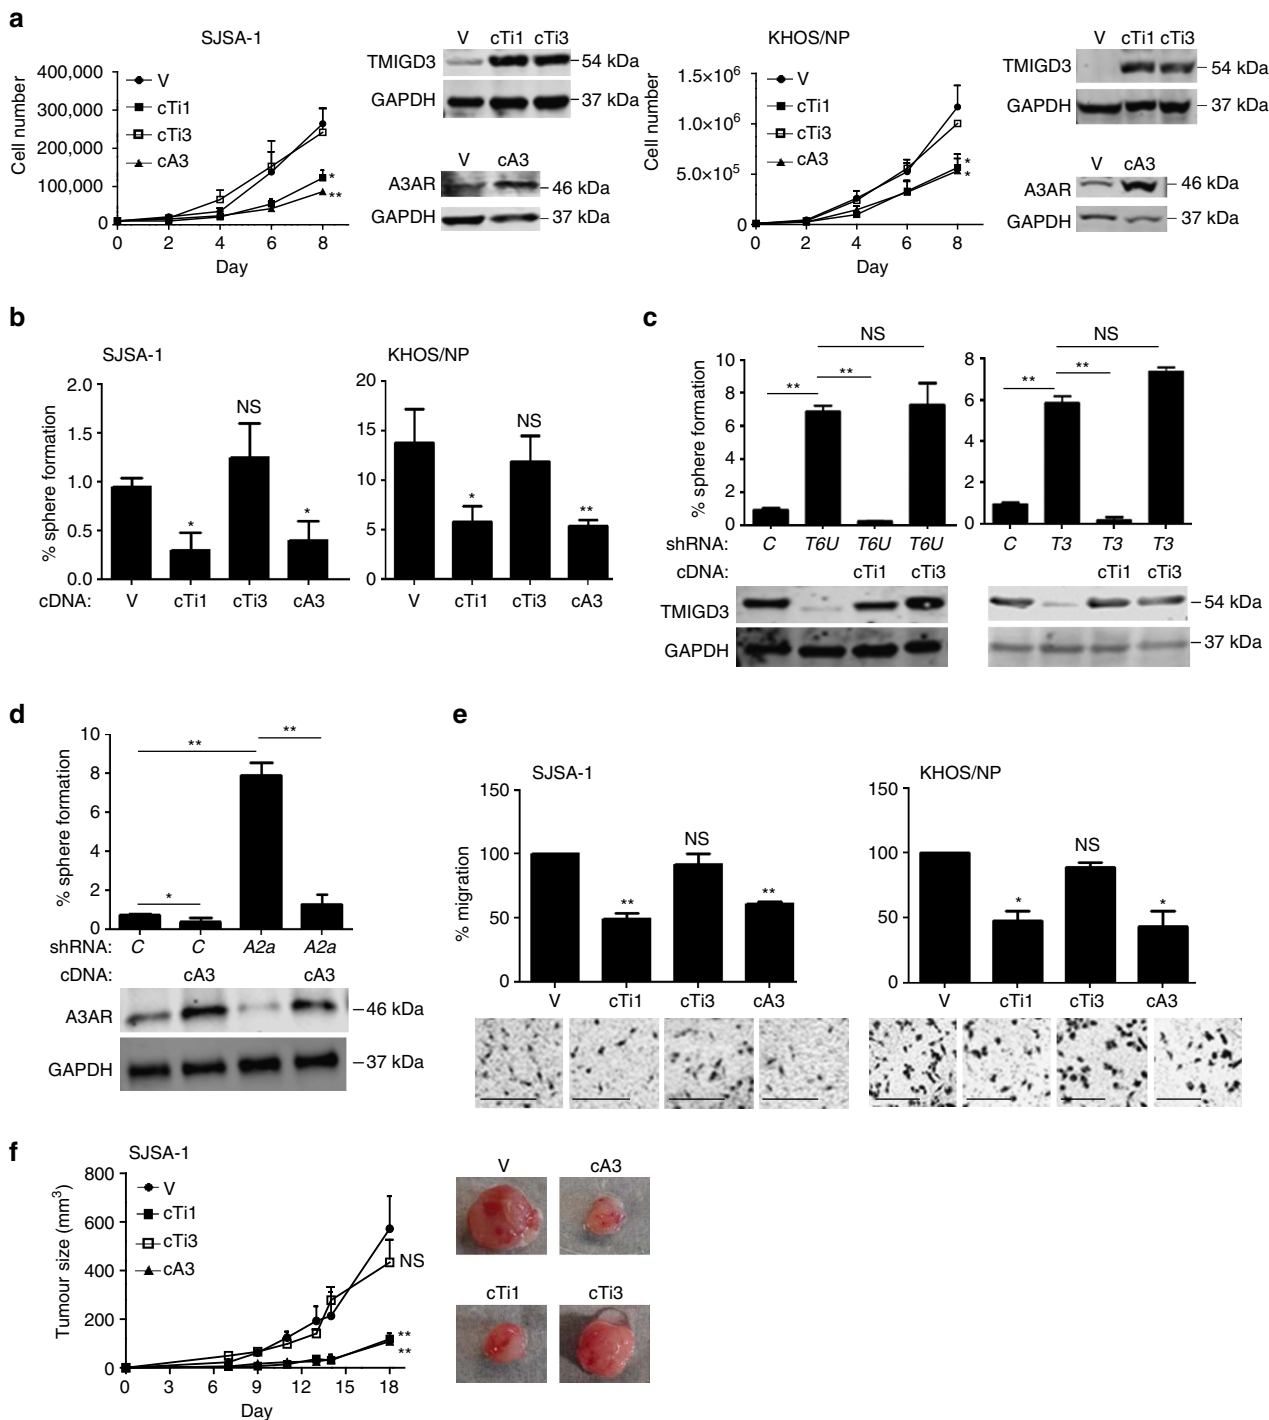 a
SJSA-1
Cell number
400,000
300,000
200,000
100,000
0
V
cTi1
cTi3
cA3
*
**
0 2 4 6 8
Day
V cTi1 cTi3
TMIGD3 54 kDa
GAPDH 37 kDa
V cA3
A3AR 46 kDa
GAPDH 37 kDa
KHOS/NP
Cell number
1.5×10⁶
1.0×10⁶
5.0×10⁵
0
V
cTi1
cTi3
cA3
*
*
0 2 4 6 8
Day
V cTi1 cTi3
TMIGD3 54 kDa
GAPDH 37 kDa
V cA3
A3AR 46 kDa
GAPDH 37 kDa
b
SJSA-1
% sphere formation
2.0
1.5
1.0
0.5
0.0
* NS *
cDNA: V cTi1 cTi3 cA3
KHOS/NP
20
15
10
5
0
* NS **
V cTi1 cTi3 cA3
c
% sphere formation
10
8
6
4
2
0
NS
** **
shRNA: C T6U T6U T6U
cDNA: cTi1 cTi3
TMIGD3
GAPDH
8
6
4
2
0
NS
** **
C T3 T3 T3
cTi1 cTi3
54 kDa
37 kDa
d
% sphere formation
10
8
6
4
2
0
** **
*
shRNA: C C A2a A2a
cDNA: cA3 cA3
A3AR 46 kDa
GAPDH 37 kDa
e
SJSA-1
% migration
150
100
50
0
** NS **
V cTi1 cTi3 cA3
KHOS/NP
150
100
50
0
* NS *
V cTi1 cTi3 cA3
f
SJSA-1
Tumour size (mm³)
800
600
400
200
0
V
cTi1
cTi3
cA3
NS
**
**
0 3 6 9 12 15 18
Day
V cA3
cTi1 cTi3